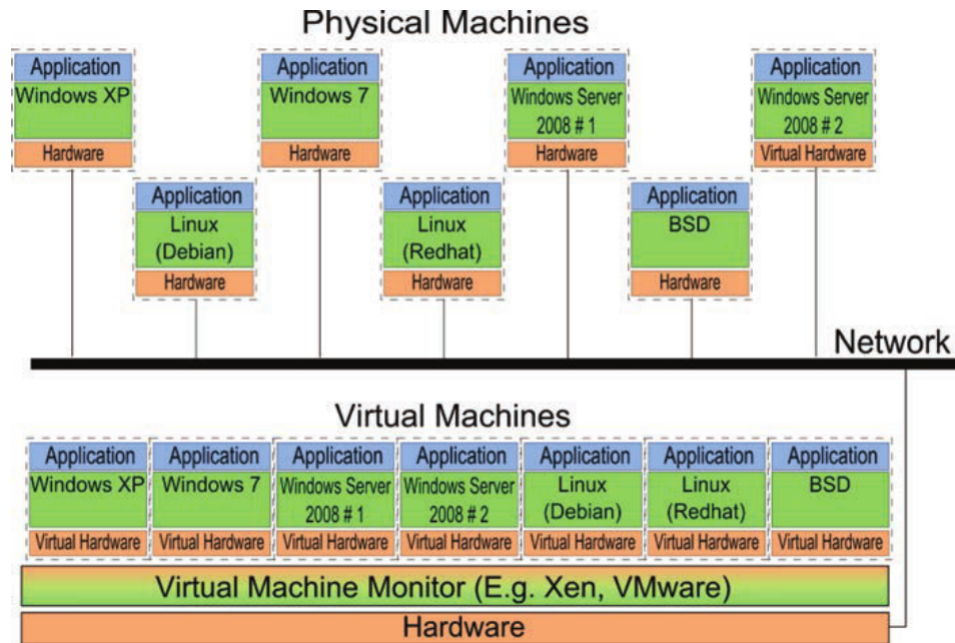 Physical Machines
Application
Windows XP
Hardware
Application
Windows 7
Hardware
Application
Windows Server
2008 # 1
Hardware
Application
Windows Server
2008 # 2
Virtual Hardware
Application
Linux
(Debian)
Hardware
Application
Linux
(Redhat)
Hardware
Application
BSD
Hardware
Network
Virtual Machines
Application
Windows XP
Virtual Hardware
Application
Windows 7
Virtual Hardware
Application
Windows Server
2008 # 1
Virtual Hardware
Application
Windows Server
2008 # 2
Virtual Hardware
Application
Linux
(Debian)
Virtual Hardware
Application
Linux
(Redhat)
Virtual Hardware
Application
BSD
Virtual Hardware
Virtual Machine Monitor (E.g. Xen, VMware)
Hardware